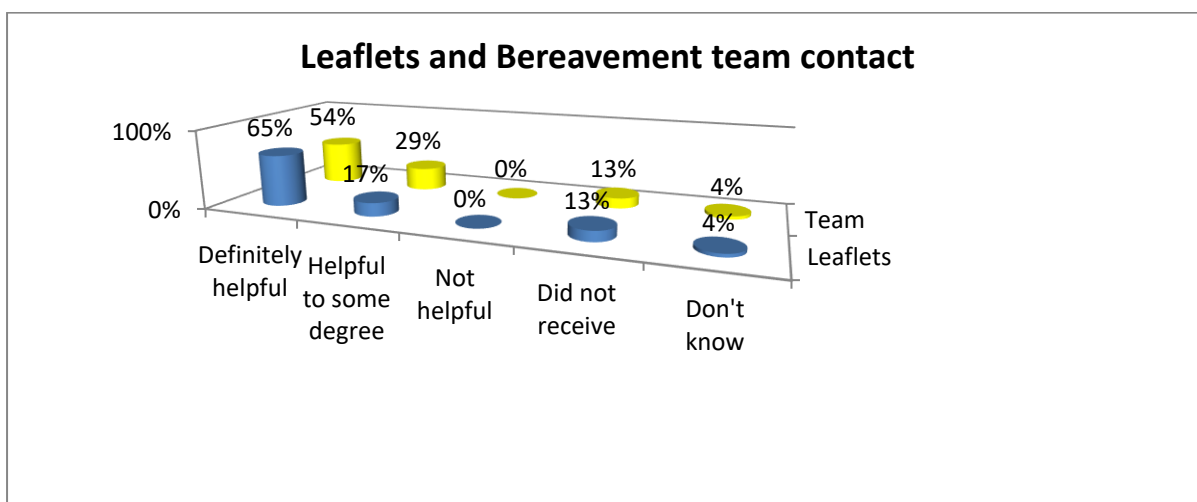 Leaflets and Bereavement team contact
100%
0%
65%
54%
17%
29%
0%
0%
13%
13%
4%
4%
Team
Leaflets
Definitely
helpful
Helpful
to some
degree
Not
helpful
Did not
receive
Don't
know